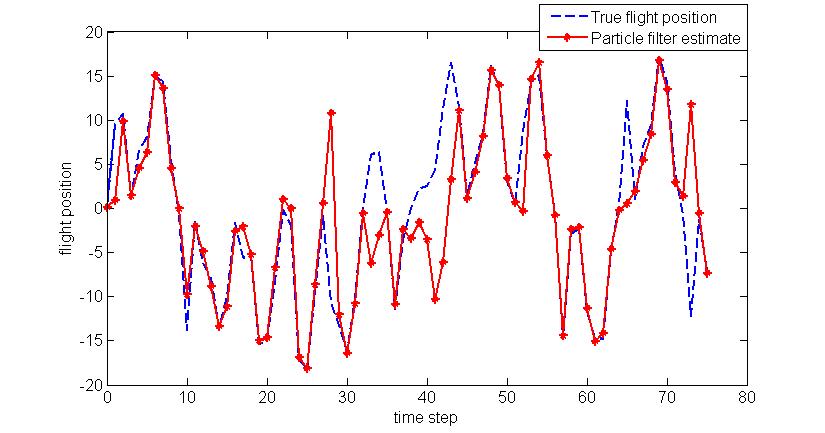 True flight position
Particle filter estimate
20
15
10
5
0
-5
-10
-15
-20
flight position
0 10 20 30 40 50 60 70 80
time step